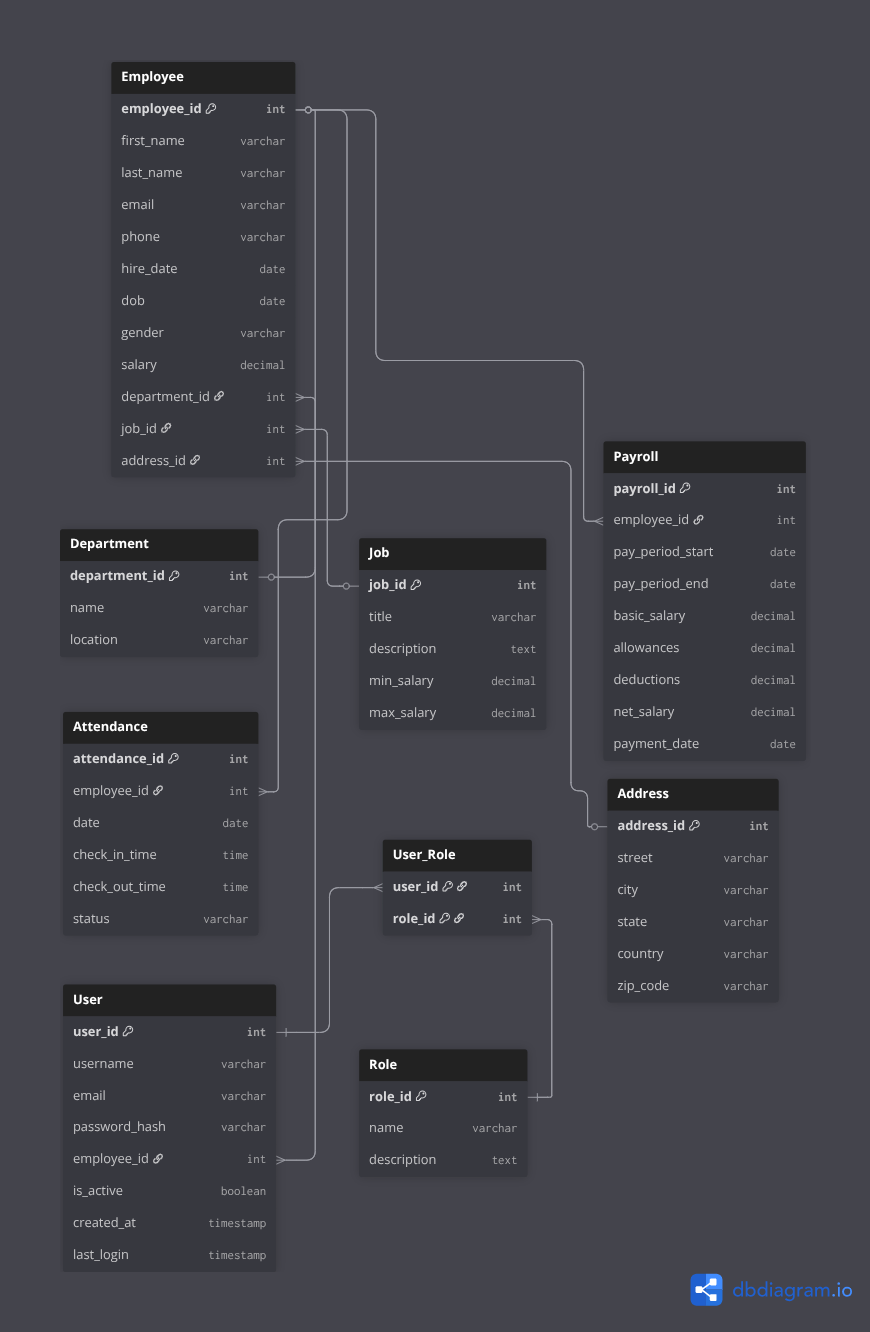 Employee
employee_id int
first_name varchar
last_name varchar
email varchar
phone varchar
hire_date date
dob date
gender varchar
salary decimal
department_id int
job_id int
address_id int
Payroll
payroll_id int
employee_id int
pay_period_start date
pay_period_end date
basic_salary decimal
allowances decimal
deductions decimal
net_salary decimal
payment_date date
Department
department_id int
name varchar
location varchar
Job
job_id int
title varchar
description text
min_salary decimal
max_salary decimal
Attendance
attendance_id int
employee_id int
date date
check_in_time time
check_out_time time
status varchar
Address
address_id int
street varchar
city varchar
state varchar
country varchar
zip_code varchar
User_Role
user_id int
role_id int
User
user_id int
username varchar
email varchar
password_hash varchar
employee_id int
is_active boolean
created_at timestamp
last_login timestamp
Role
role_id int
name varchar
description text
dbdiagram.io